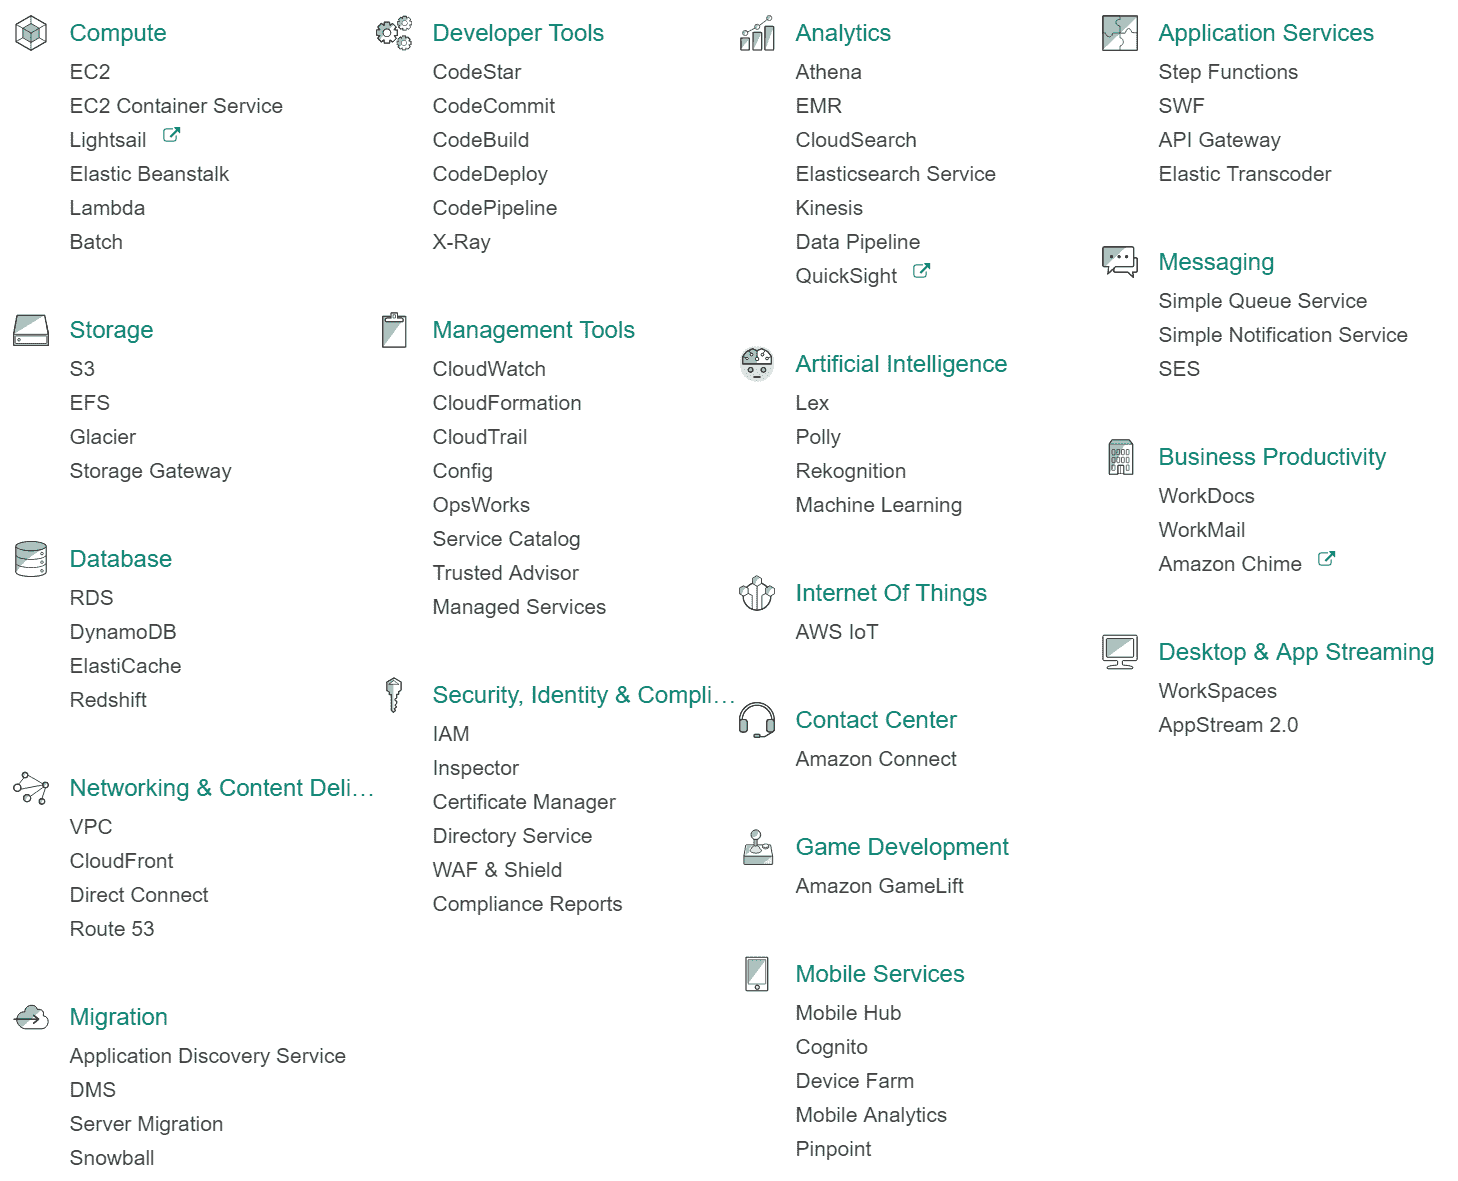 Compute
EC2
EC2 Container Service
Lightsail
Elastic Beanstalk
Lambda
Batch
Storage
S3
EFS
Glacier
Storage Gateway
Database
RDS
DynamoDB
ElastiCache
Redshift
Networking & Content Deli…
VPC
CloudFront
Direct Connect
Route 53
Migration
Application Discovery Service
DMS
Server Migration
Snowball
Developer Tools
CodeStar
CodeCommit
CodeBuild
CodeDeploy
CodePipeline
X-Ray
Management Tools
CloudWatch
CloudFormation
CloudTrail
Config
OpsWorks
Service Catalog
Trusted Advisor
Managed Services
Security, Identity & Compli…
IAM
Inspector
Certificate Manager
Directory Service
WAF & Shield
Compliance Reports
Analytics
Athena
EMR
CloudSearch
Elasticsearch Service
Kinesis
Data Pipeline
QuickSight
Artificial Intelligence
Lex
Polly
Rekognition
Machine Learning
Internet Of Things
AWS IoT
Contact Center
Amazon Connect
Game Development
Amazon GameLift
Mobile Services
Mobile Hub
Cognito
Device Farm
Mobile Analytics
Pinpoint
Application Services
Step Functions
SWF
API Gateway
Elastic Transcoder
Messaging
Simple Queue Service
Simple Notification Service
SES
Business Productivity
WorkDocs
WorkMail
Amazon Chime
Desktop & App Streaming
WorkSpaces
AppStream 2.0